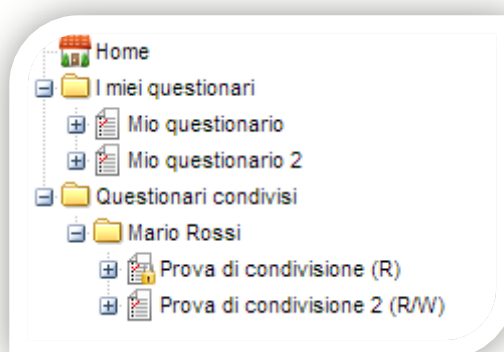 Home
I miei questionari
Mio questionario
Mio questionario 2
Questionari condivisi
Mario Rossi
Prova di condivisione (R)
Prova di condivisione 2 (R/W)